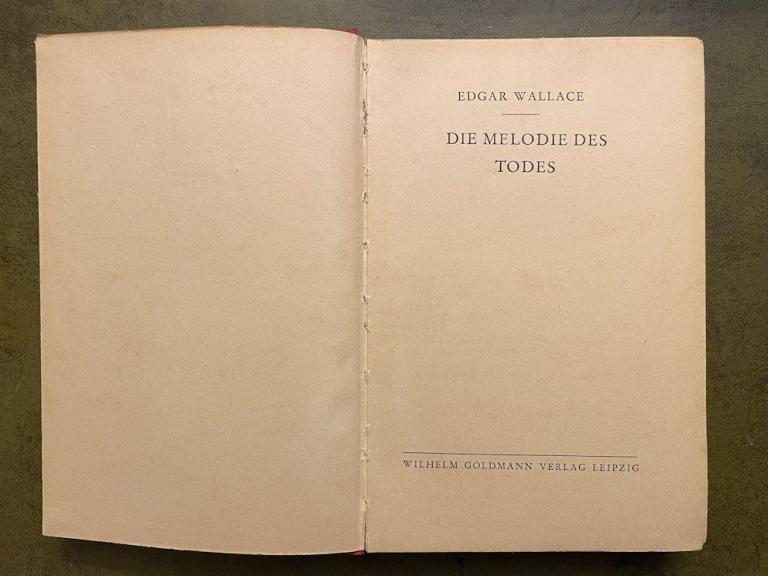 EDGAR WALLACE
DIE MELODIE DES
TODES
WILHELM GOLDMANN VERLAG LEIPZIG